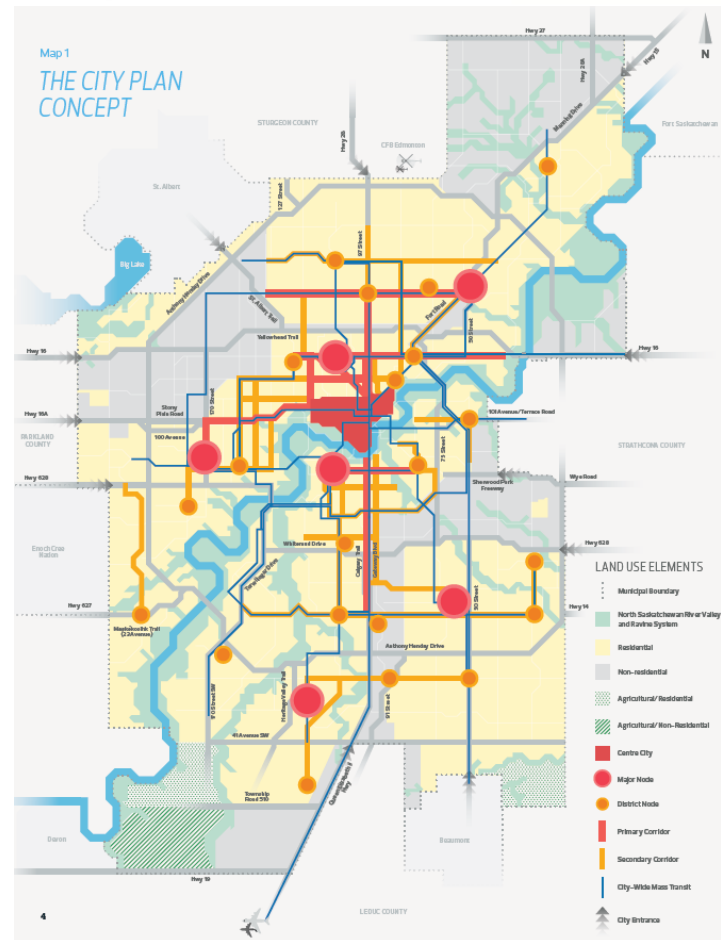 Map 1
THE CITY PLAN
CONCEPT
N
Hwy 27
Hwy 28A
Hwy 15
Manning Drive
Fort Saskatchewan
STURGEON COUNTY
Hwy 28
CFB Edmonton
St. Albert
127 Street
97 Street
Big Lake
Anthony Henday Drive
St. Albert Trail
Fort Road
50 Street
Yellowhead Trail
Hwy 16
Hwy 16
170 Street
Stony
Plain Road
Hwy 16A
100 Avenue
101 Avenue/Terrace Road
PARKLAND
COUNTY
STRATHCONA COUNTY
75 Street
Sherwood Park
Freeway
Wye Road
Hwy 628
Whitemud Drive
Calgary Trail
Gateway Blvd
Hwy 628
Enoch Cree
Nation
Terwillegar Drive
50 Street
Hwy 627
Hwy 14
Maskekosihk Trail
(23 Avenue)
Anthony Henday Drive
170 Street SW
Heritage Valley Trail
91 Street
41 Avenue SW
Queen Elizabeth II
Hwy
Township
Road 510
Devon
Beaumont
Hwy 19
LEDUC COUNTY
LAND USE ELEMENTS
Municipal Boundary
North Saskatchewan River Valley
and Ravine System
Residential
Non-residential
Agricultural/Residential
Agricultural/Non-Residential
Centre City
Major Node
District Node
Primary Corridor
Secondary Corridor
City-Wide Mass Transit
City Entrance
4